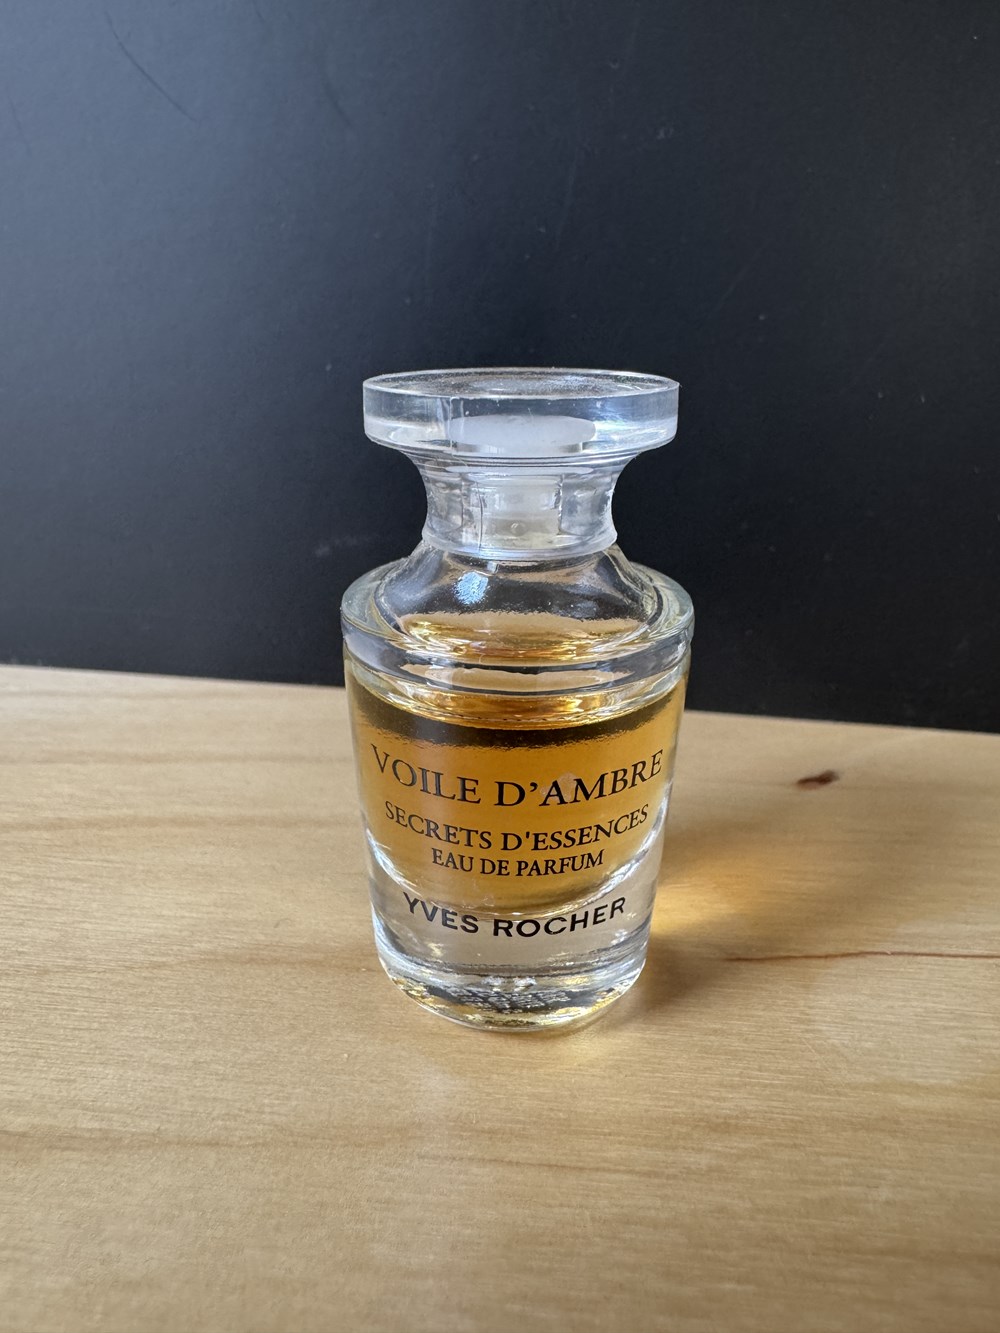 VOILE D'AMBRE
SECRETS D'ESSENCES
EAU DE PARFUM
YVES ROCHER